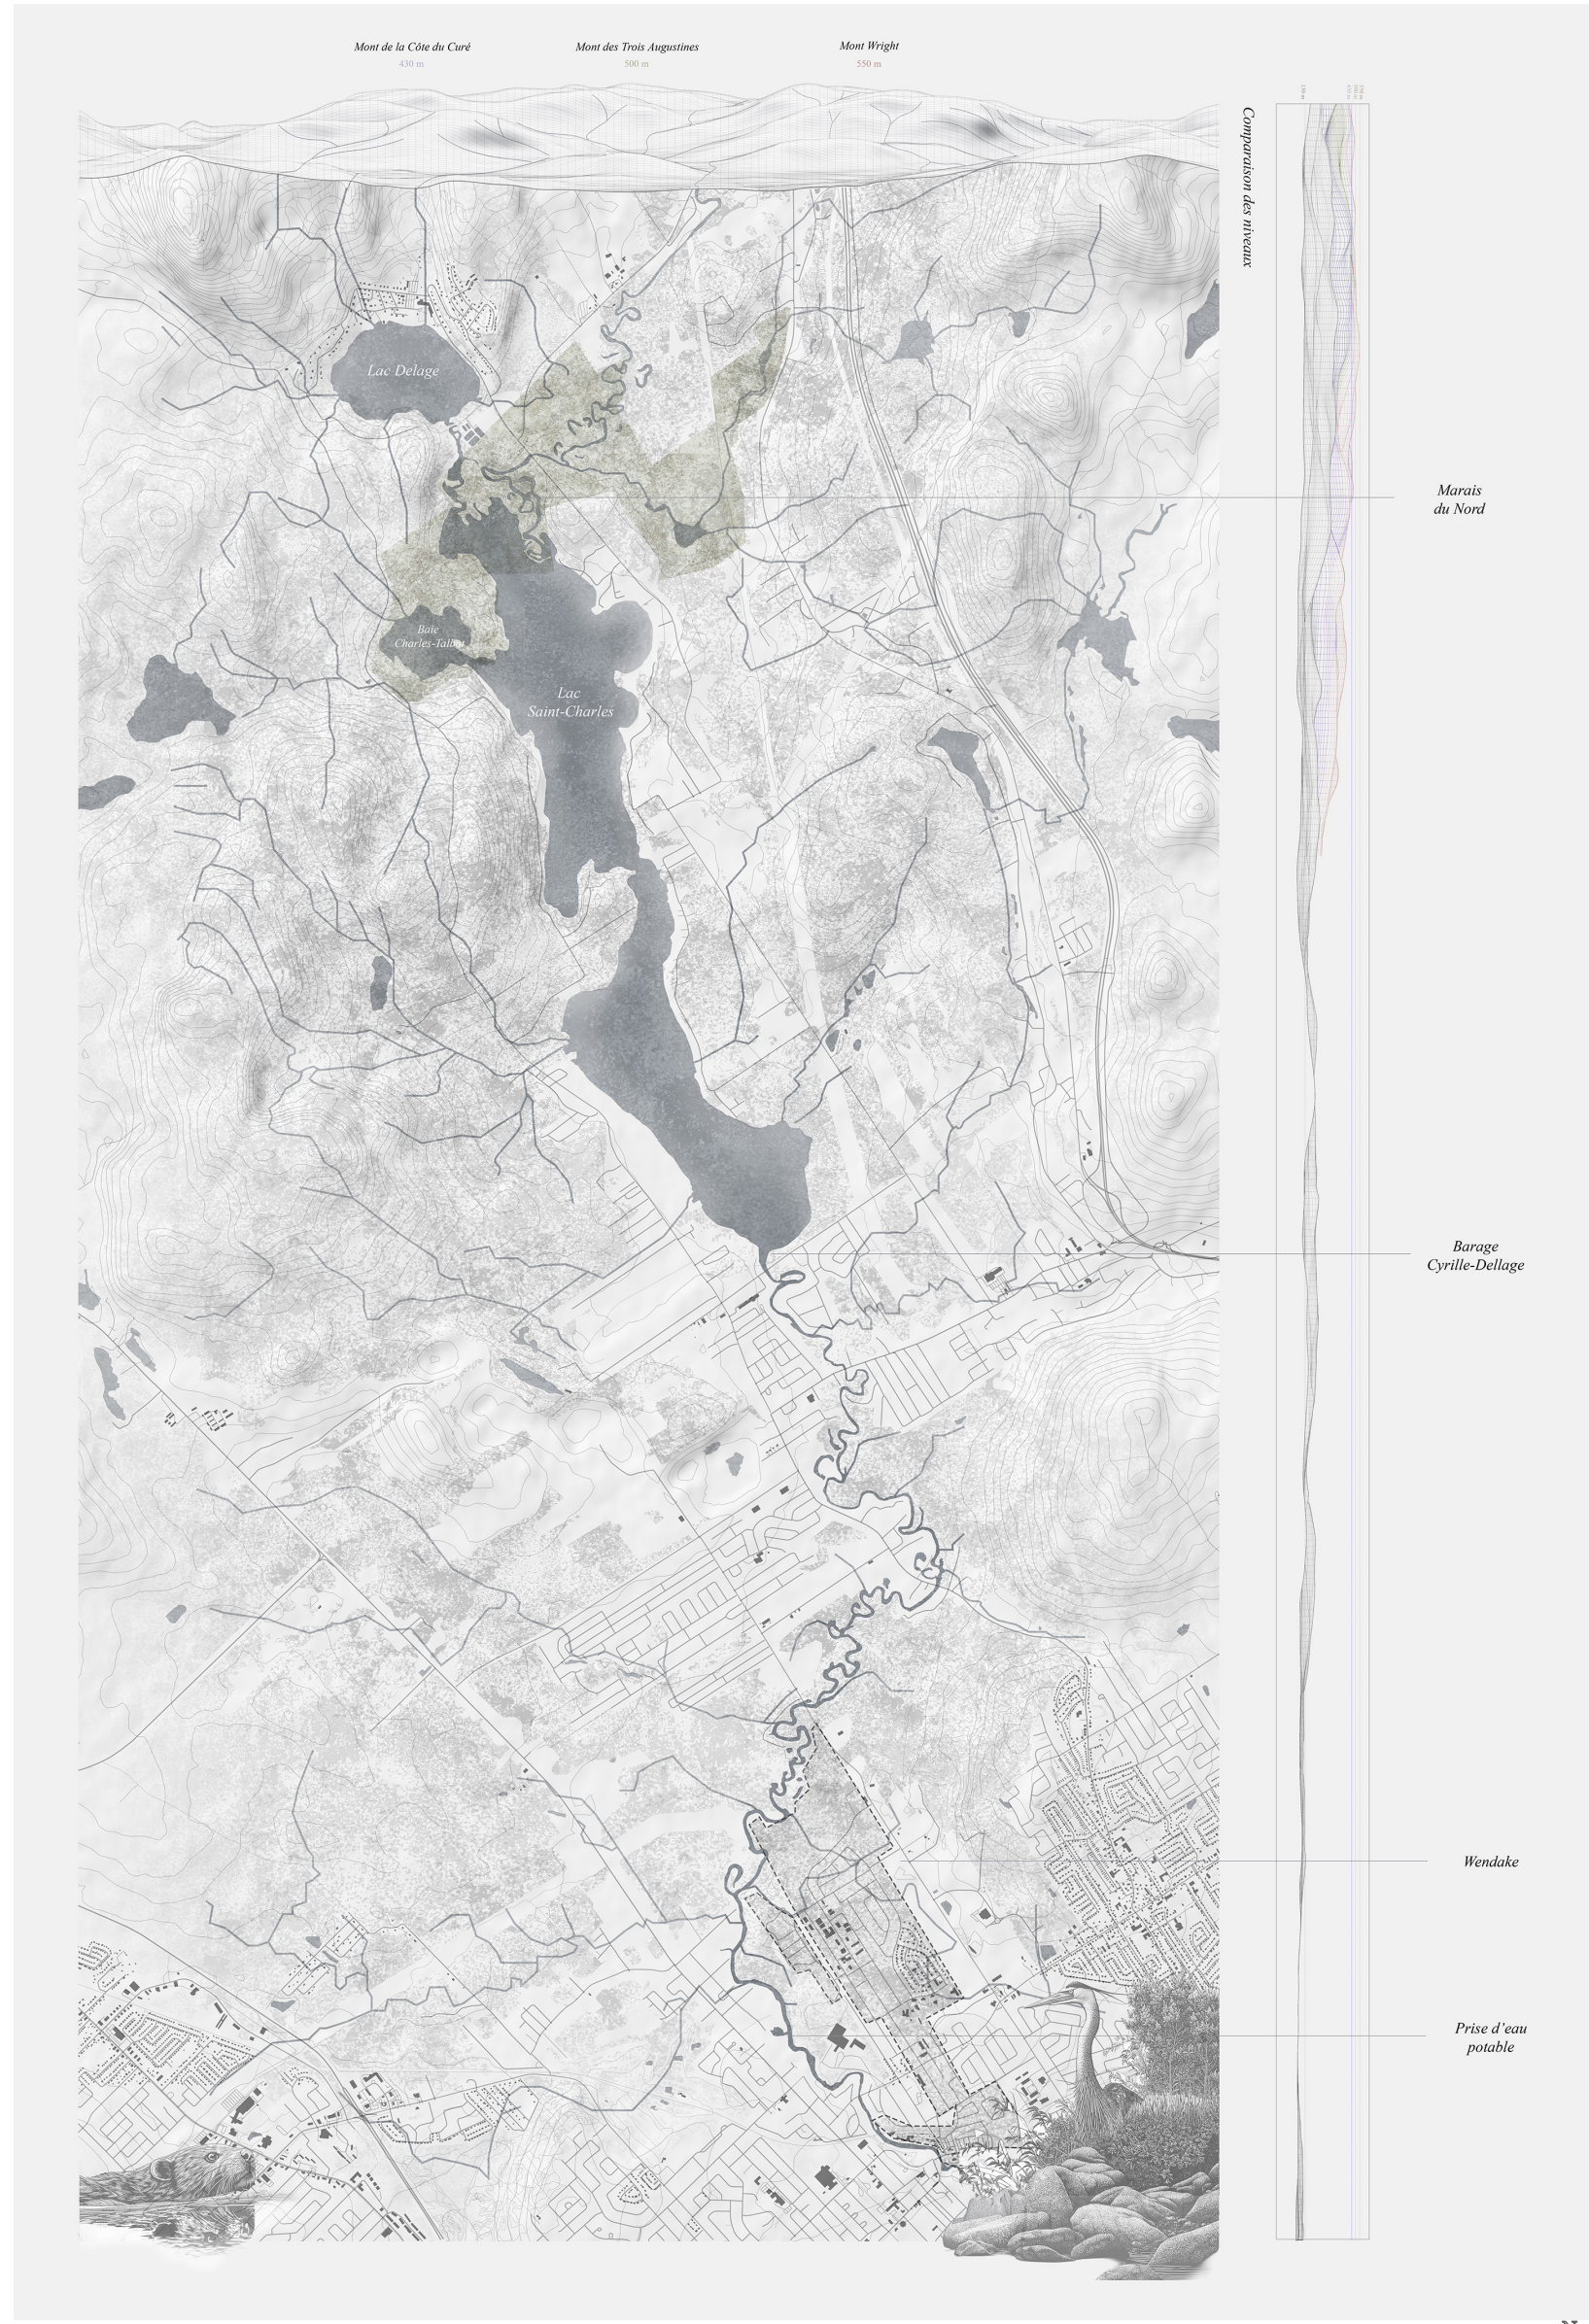 Mont de la Côte du Curé
430 m
Mont des Trois Augustines
500 m
Mont Wright
550 m
Comparaison des niveaux
Lac Delage
Marais
du Nord
Baie
Charles-Talbot
Lac
Saint-Charles
Barage
Cyrille-Dellage
Wendake
Prise d'eau
potable